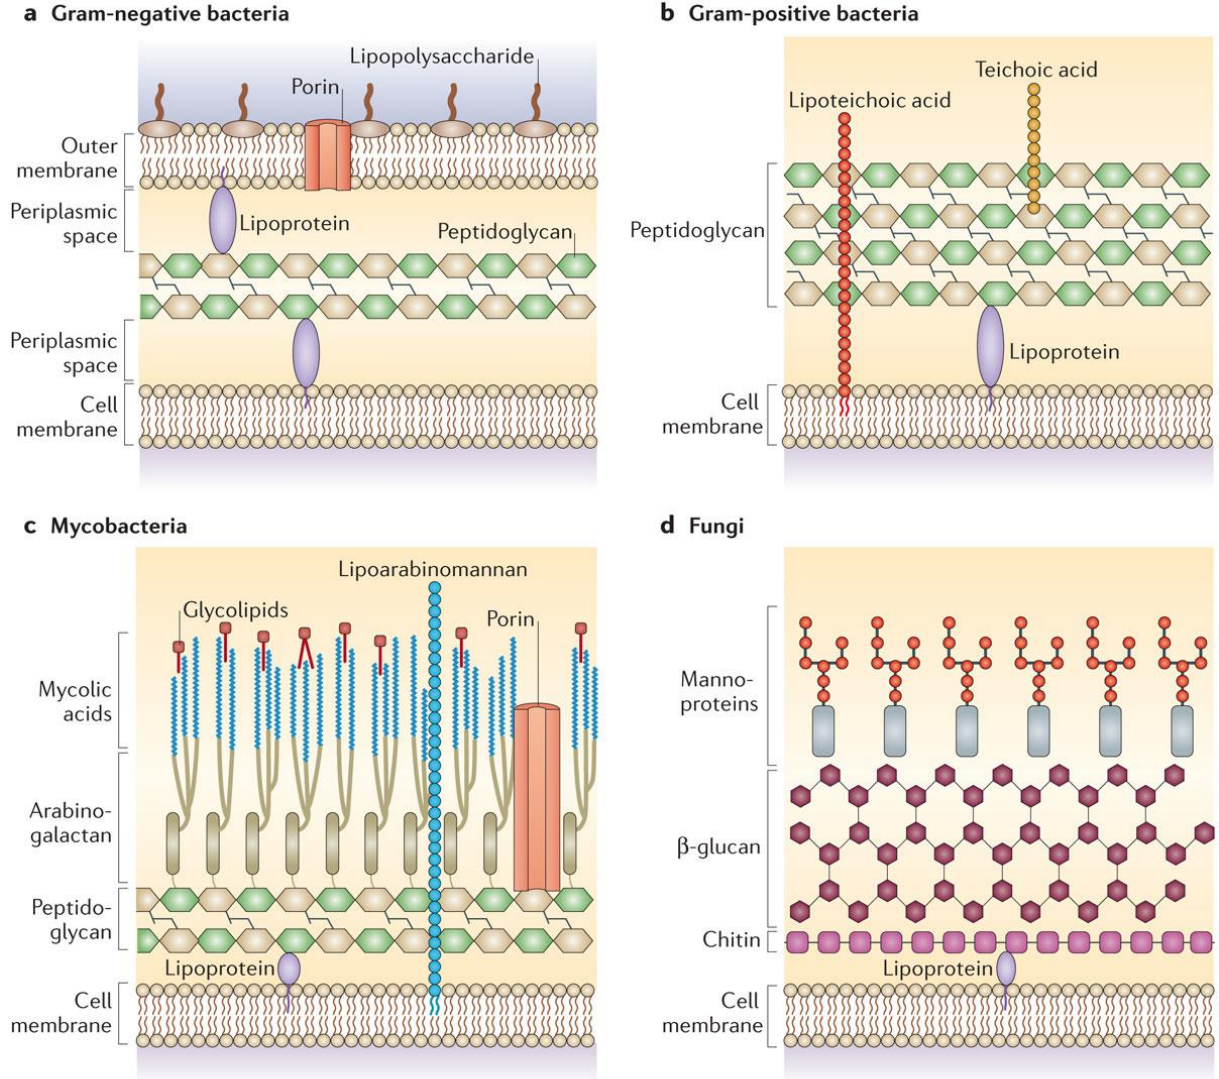 a Gram-negative bacteria
Lipopolysaccharide
Porin
Outer
membrane
Periplasmic
space
Lipoprotein
Peptidoglycan
Periplasmic
space
Cell
membrane
b Gram-positive bacteria
Teichoic acid
Lipoteichoic acid
Peptidoglycan
Lipoprotein
Cell
membrane
c Mycobacteria
Lipoarabinomannan
Glycolipids
Porin
Mycolic
acids
Arabino-
galactan
Peptido-
glycan
Lipoprotein
Cell
membrane
d Fungi
Manno-
proteins
β-glucan
Chitin
Lipoprotein
Cell
membrane